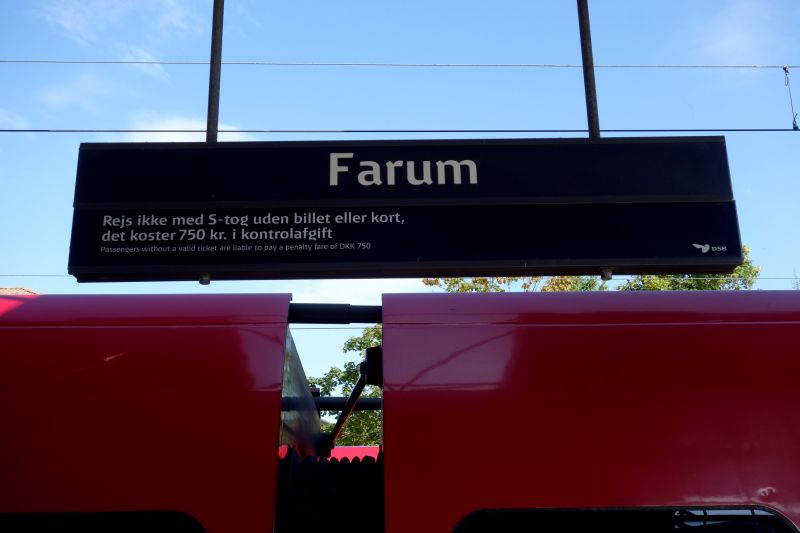 Farum
Rejs ikke med S-tog uden billet eller kort,
det koster 750 kr. i kontrolafgift
Passengers without a valid ticket are liable to pay a penalty fare of DKK 750
DSB